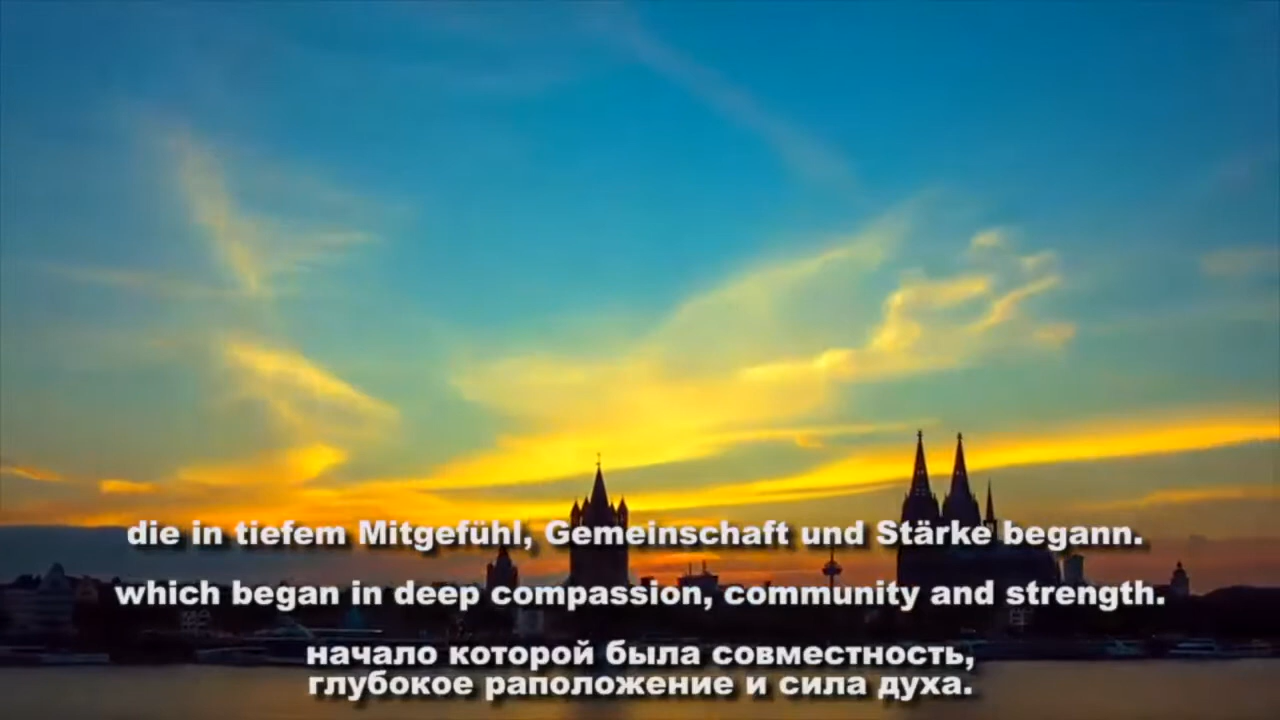 die in tiefem Mitgefühl, Gemeinschaft und Stärke begann.
which began in deep compassion, community and strength.
начало которой была совместность,
глубокое раположение и сила духа.